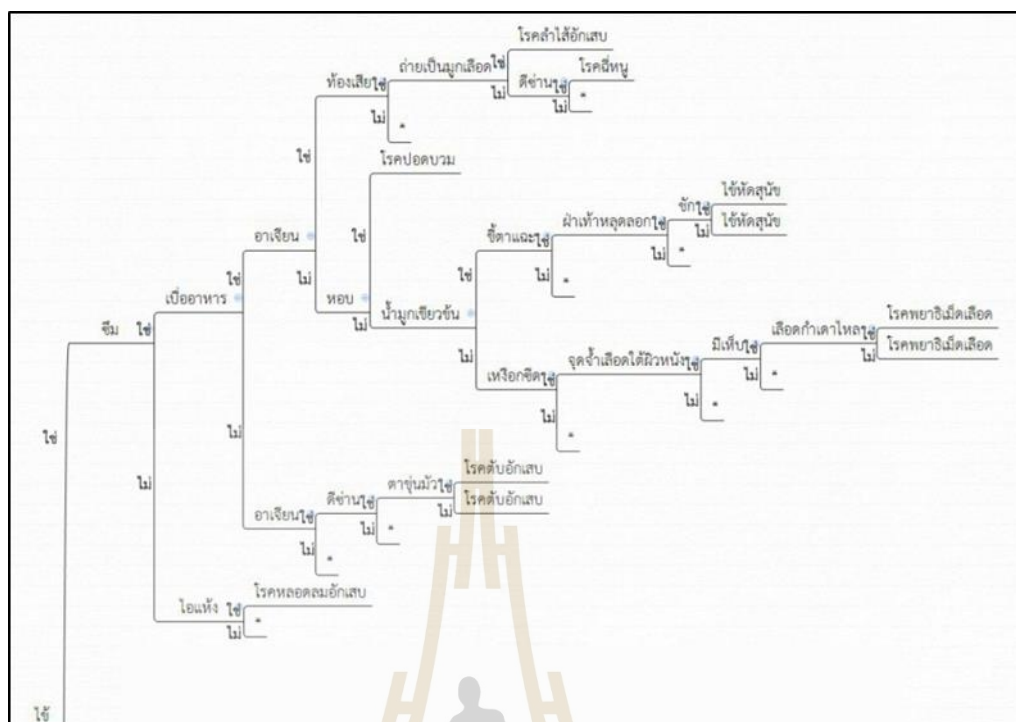 โรคลำไส้อักเสบ
ถ่ายเป็นมูกเลือด ใช่
ท้องเสีย ใช่
โรคฉี่หนู
ไม่ ดีซ่าน ใช่
ไม่ *
ไม่ *
ใช่
โรคปอดบวม
ไข้หัดสุนัข
ชัก ใช่
ฝ่าเท้าหลุดลอก ใช่
ไม่ ไข้หัดสุนัข
อาเจียน
ใช่
ขี้ตาแฉะ ใช่
ไม่ *
ใช่
ไม่
ใช่
ไม่ *
เบื่ออาหาร
หอบ
ไม่
น้ำมูกเขียวข้น
โรคพยาธิเม็ดเลือด
ซึม ใช่
เลือดกำเดาไหล ใช่
มีเห็บ ใช่
ไม่ โรคพยาธิเม็ดเลือด
ไม่
จุดจ้ำเลือดใต้ผิวหนัง ใช่
เหงือกซีด ใช่
ไม่ *
ไม่ *
ใช่
ไม่
ไม่ *
โรคตับอักเสบ
ตาขุ่นมัว ใช่
ไม่
ดีซ่าน ใช่
ไม่ โรคตับอักเสบ
อาเจียน ใช่
ไม่ *
ไม่ *
โรคหลอดลมอักเสบ
ไอแห้ง ใช่
ไม่ *
ไข้